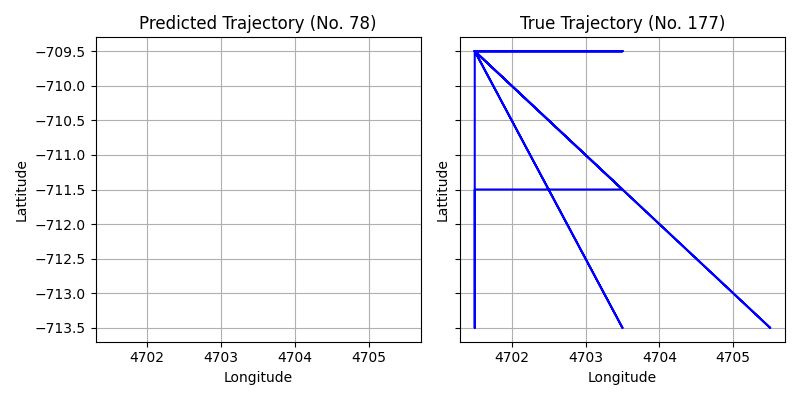 Predicted Trajectory (No. 78)
True Trajectory (No. 177)
Lattitude
−709.5
−710.0
−710.5
−711.0
−711.5
−712.0
−712.5
−713.0
−713.5
4702 4703 4704 4705
Longitude
Lattitude
4702 4703 4704 4705
Longitude